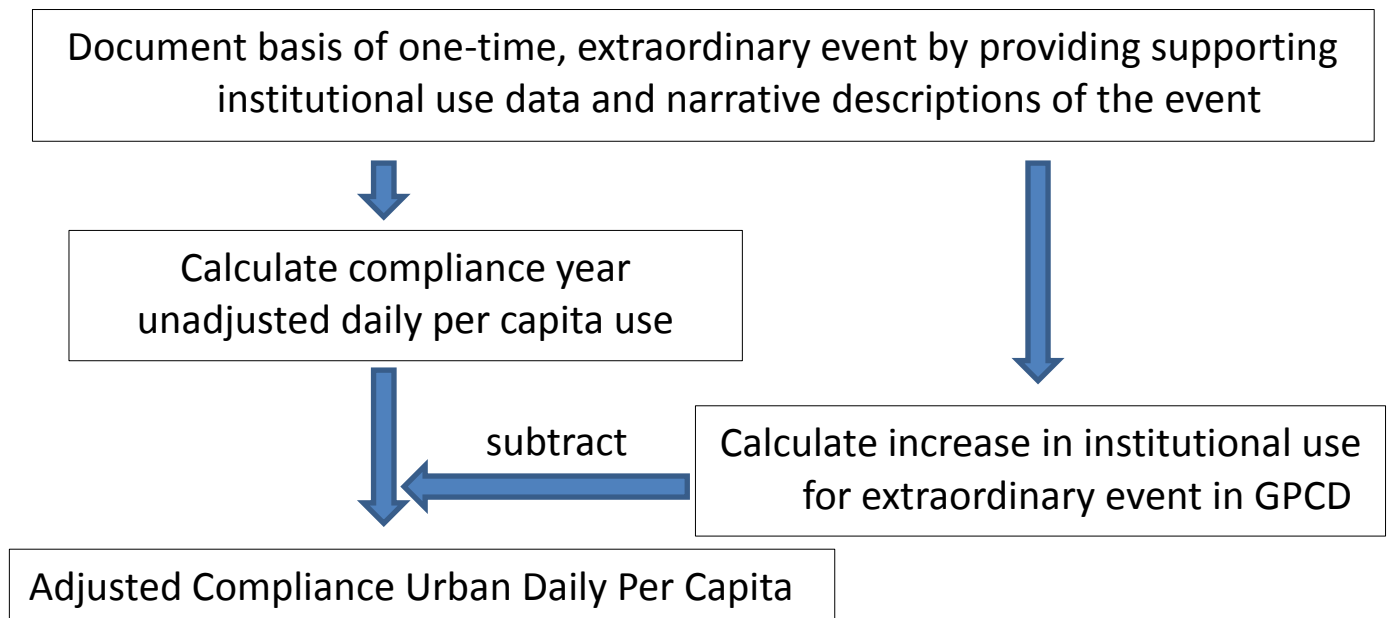 Document basis of one-time, extraordinary event by providing supporting
institutional use data and narrative descriptions of the event
Calculate compliance year
unadjusted daily per capita use
subtract
Calculate increase in institutional use
for extraordinary event in GPCD
Adjusted Compliance Urban Daily Per Capita